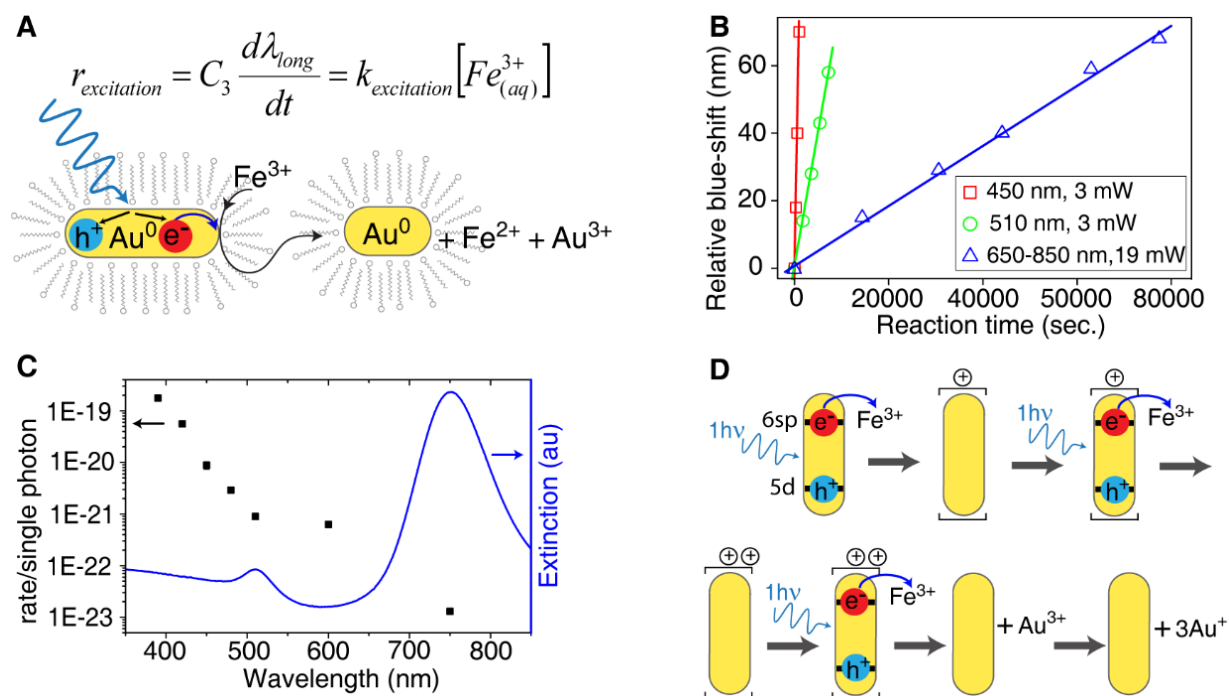 A
r_excitation = C_3 dλ_long/dt = k_excitation [Fe^{3+}_{(aq)}]
Fe³⁺
h⁺ Au⁰ e⁻
Au⁰ + Fe²⁺ + Au³⁺
B
Relative blue-shift (nm)
60
40
20
0
450 nm, 3 mW
510 nm, 3 mW
650-850 nm,19 mW
0 20000 40000 50000 80000
Reaction time (sec.)
C
rate/single photon
1E-19
1E-20
1E-21
1E-22
1E-23
400 500 600 700 800
Wavelength (nm)
Extinction (au)
D
6sp e⁻ Fe³⁺
1hν
5d h⁺
+
1hν
+
e⁻ Fe³⁺
h⁺
+ +
1hν
+ +
e⁻ Fe³⁺
h⁺
+ Au³⁺
+ 3Au⁺